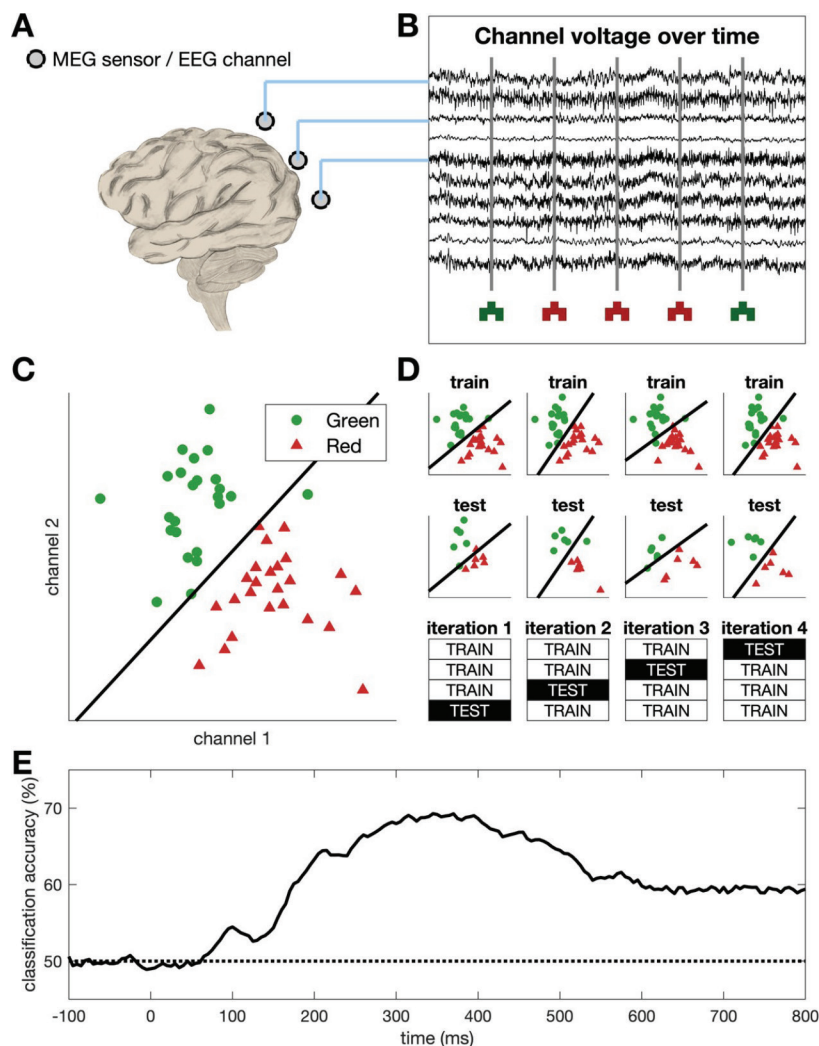 A
MEG sensor / EEG channel
B
Channel voltage over time
C
Green
Red
channel 2
channel 1
D
train
train
train
train
test
test
test
test
iteration 1
iteration 2
iteration 3
iteration 4
TRAIN
TRAIN
TRAIN
TEST
TRAIN
TRAIN
TEST
TRAIN
TRAIN
TEST
TRAIN
TRAIN
TEST
TRAIN
TRAIN
TRAIN
E
classification accuracy (%)
70
60
50
-100
0
100
200
300
400
500
600
700
800
time (ms)